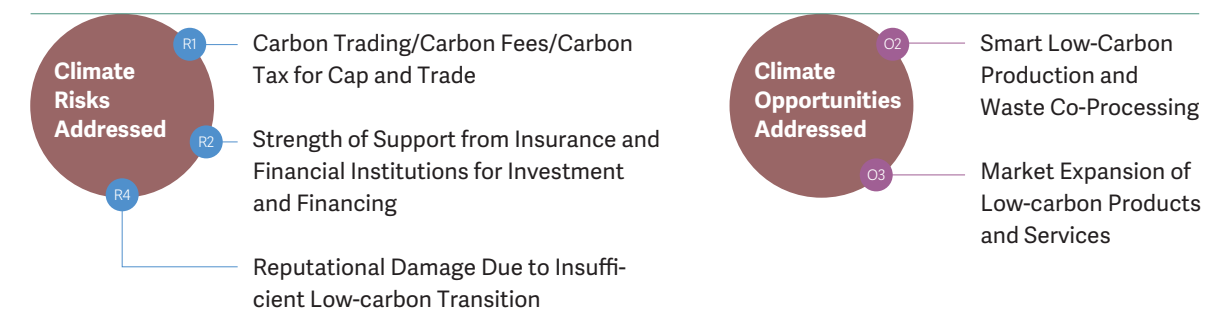 Climate
Risks
Addressed
R1
Carbon Trading/Carbon Fees/Carbon
Tax for Cap and Trade
R2
Strength of Support from Insurance and
Financial Institutions for Investment
and Financing
R4
Reputational Damage Due to Insuffi-
cient Low-carbon Transition
Climate
Opportunities
Addressed
O2
Smart Low-Carbon
Production and
Waste Co-Processing
O3
Market Expansion of
Low-carbon Products
and Services